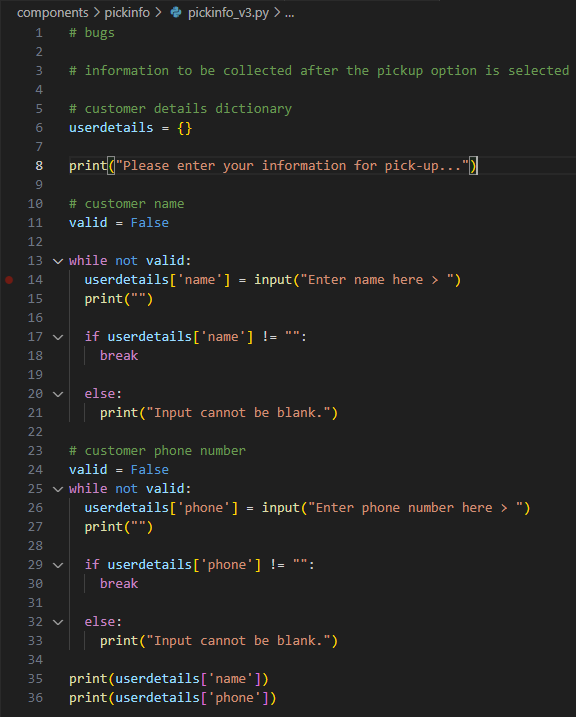 components > pickinfo > pickinfo_v3.py > ...
1 # bugs
2
3 # information to be collected after the pickup option is selected
4
5 # customer details dictionary
6 userdetails = {}
7
8 print("Please enter your information for pick-up...")
9
10 # customer name
11 valid = False
12
13 while not valid:
14   userdetails['name'] = input("Enter name here > ")
15   print("")
16
17   if userdetails['name'] != "":
18     break
19
20   else:
21     print("Input cannot be blank.")
22
23 # customer phone number
24 valid = False
25 while not valid:
26   userdetails['phone'] = input("Enter phone number here > ")
27   print("")
28
29   if userdetails['phone'] != "":
30     break
31
32   else:
33     print("Input cannot be blank.")
34
35 print(userdetails['name'])
36 print(userdetails['phone'])